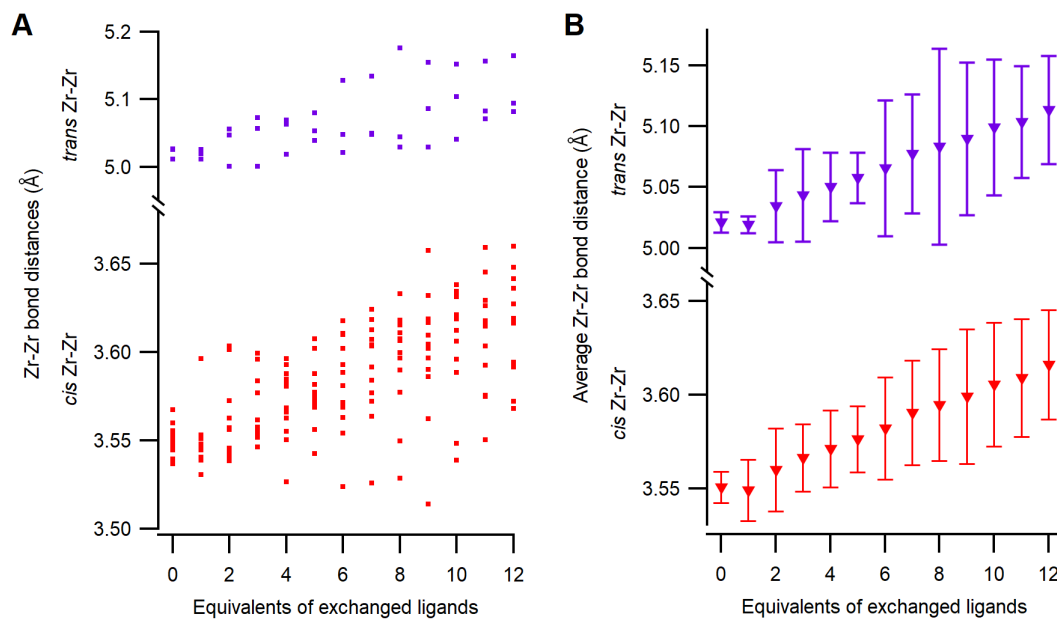 A
Zr-Zr bond distances (Å)
trans Zr-Zr
cis Zr-Zr
5.2
5.1
5.0
3.65
3.60
3.55
3.50
0 2 4 6 8 10 12
Equivalents of exchanged ligands
B
Average Zr-Zr bond distance (Å)
trans Zr-Zr
cis Zr-Zr
5.15
5.10
5.05
5.00
3.65
3.60
3.55
0 2 4 6 8 10 12
Equivalents of exchanged ligands